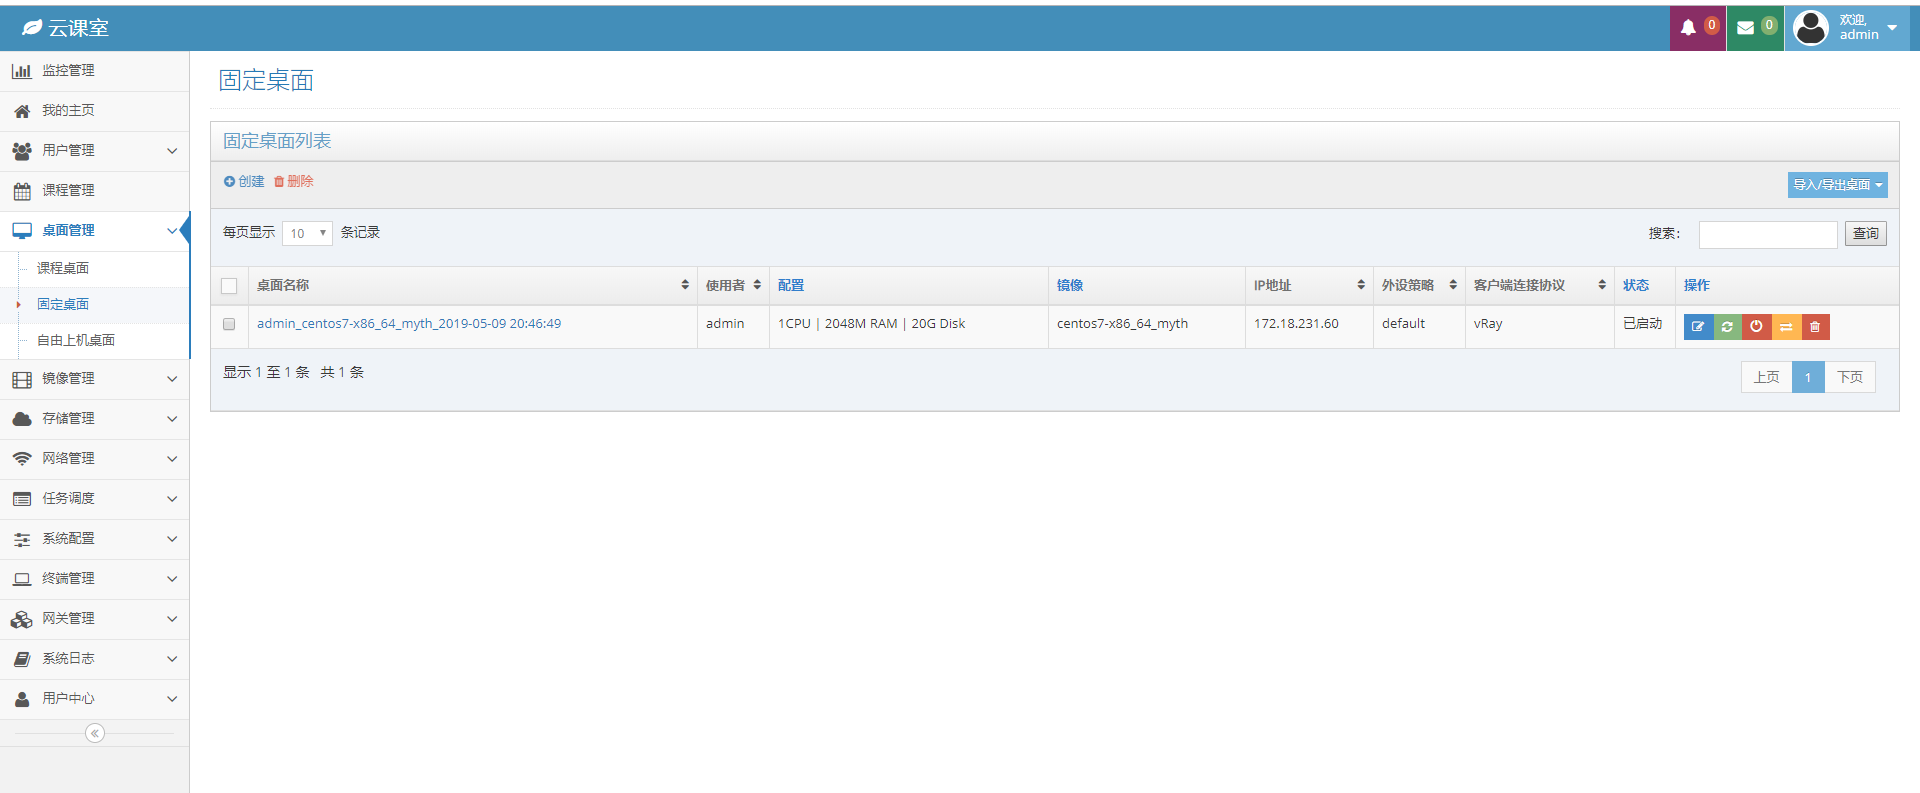 云课室
0
0
欢迎,
admin
监控管理
我的主页
用户管理
课程管理
桌面管理
课程桌面
固定桌面
自由上机桌面
镜像管理
存储管理
网络管理
任务调度
系统配置
终端管理
网关管理
系统日志
用户中心
固定桌面
固定桌面列表
创建 删除
导入/导出桌面
每页显示 10 条记录
搜索: 查询
桌面名称 使用者 配置 镜像 IP地址 外设策略 客户端连接协议 状态 操作
admin_centos7-x86_64_myth_2019-05-09 20:46:49 admin 1CPU | 2048M RAM | 20G Disk centos7-x86_64_myth 172.18.231.60 default vRay 已启动
显示 1 至 1 条 共 1 条
上页 1 下页